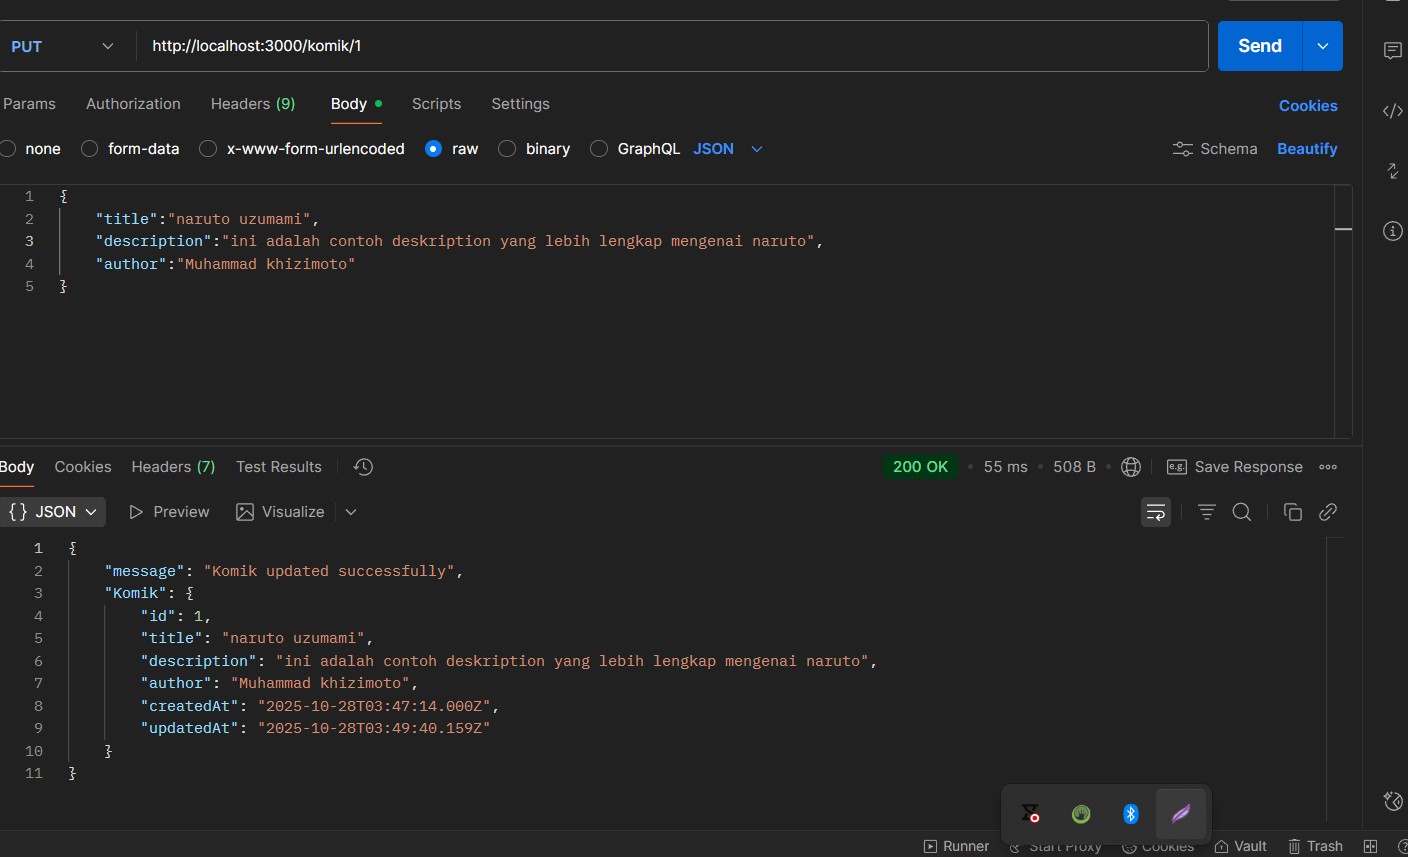 PUT http://localhost:3000/komik/1 Send
Params Authorization Headers (9) Body Scripts Settings Cookies
none form-data x-www-form-urlencoded raw binary GraphQL JSON Schema Beautify
1 {
2 "title":"naruto uzumami",
3 "description":"ini adalah contoh deskription yang lebih lengkap mengenai naruto",
4 "author":"Muhammad khizimoto"
5 }
Body Cookies Headers (7) Test Results 200 OK • 55 ms • 508 B • e.g. Save Response
{} JSON Preview Visualize
1 {
2 "message": "Komik updated successfully",
3 "Komik": {
4 "id": 1,
5 "title": "naruto uzumami",
6 "description": "ini adalah contoh deskription yang lebih lengkap mengenai naruto",
7 "author": "Muhammad khizimoto",
8 "createdAt": "2025-10-28T03:47:14.000Z",
9 "updatedAt": "2025-10-28T03:49:40.159Z"
10 }
11 }
Runner Start Proxy Cookies Vault Trash